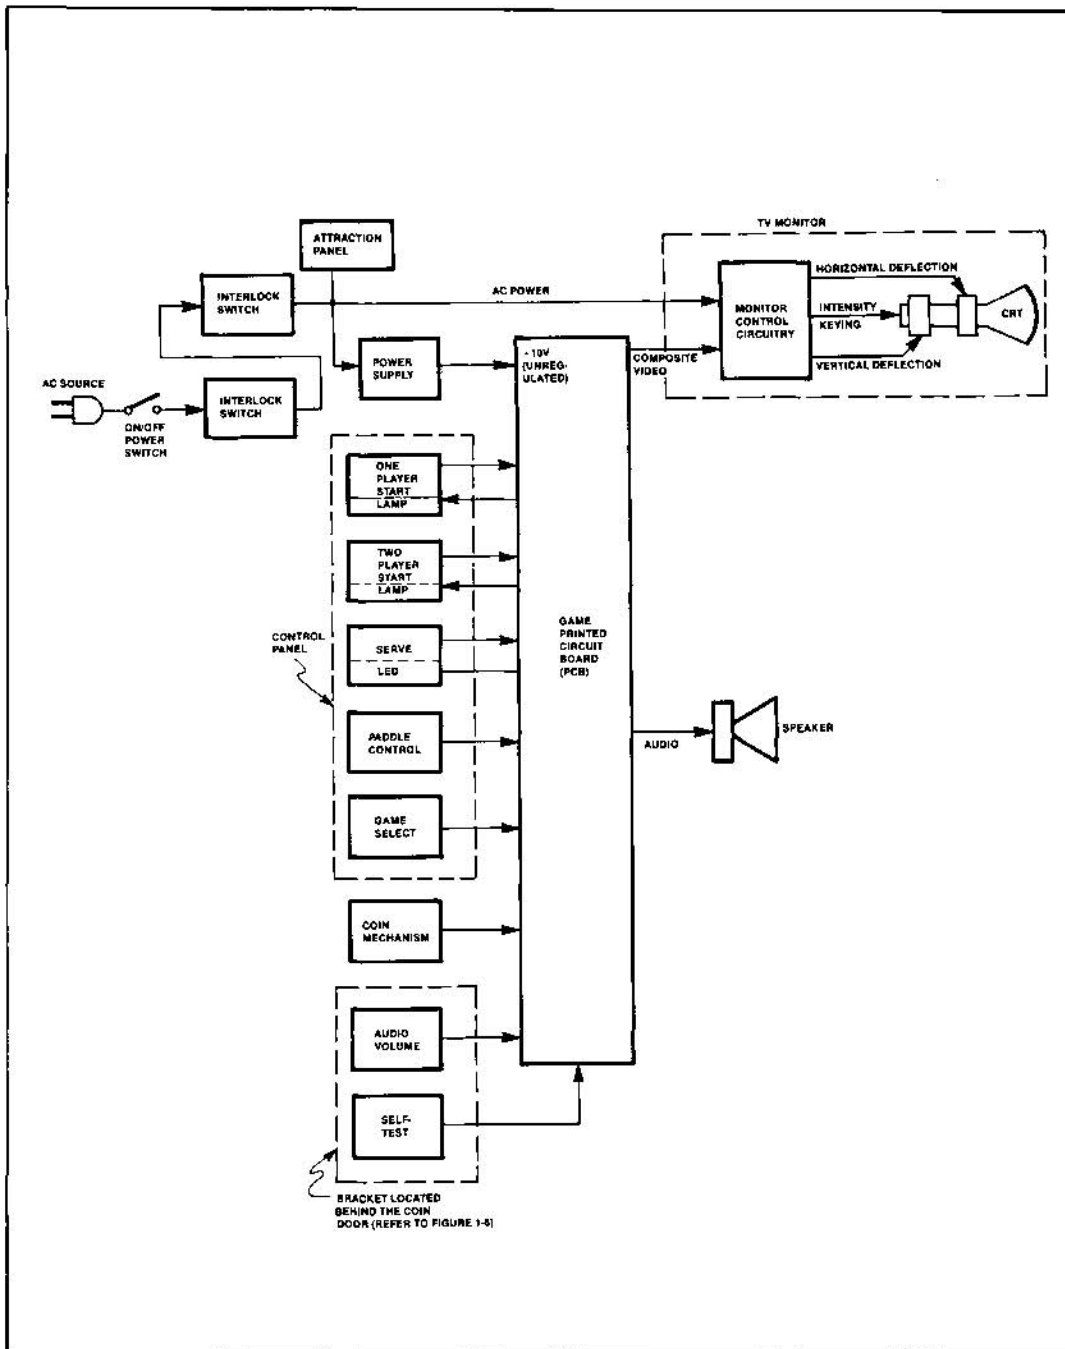 TV MONITOR
ATTRACTION
PANEL
HORIZONTAL DEFLECTION
INTERLOCK
SWITCH
AC POWER
MONITOR
CONTROL
CIRCUITRY
INTENSITY
KEYING
CRT
VERTICAL DEFLECTION
COMPOSITE
VIDEO
POWER
SUPPLY
10V
(UNREG-
ULATED)
AC SOURCE
INTERLOCK
SWITCH
ON/OFF
POWER
SWITCH
ONE
PLAYER
START
LAMP
TWO
PLAYER
START
LAMP
CONTROL
PANEL
SERVE
LED
GAME
PRINTED
CIRCUIT
BOARD
(PCB)
PADDLE
CONTROL
AUDIO
SPEAKER
GAME
SELECT
COIN
MECHANISM
AUDIO
VOLUME
SELF-
TEST
BRACKET LOCATED
BEHIND THE COIN
DOOR (REFER TO FIGURE